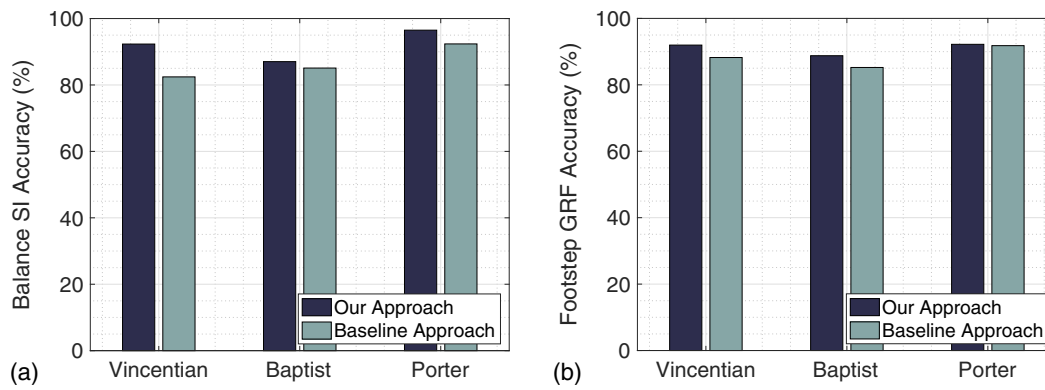 Balance SI Accuracy (%)
100
80
60
40
20
0
Our Approach
Baseline Approach
Vincentian
Baptist
Porter
(a)
Footstep GRF Accuracy (%)
100
80
60
40
20
0
Our Approach
Baseline Approach
Vincentian
Baptist
Porter
(b)